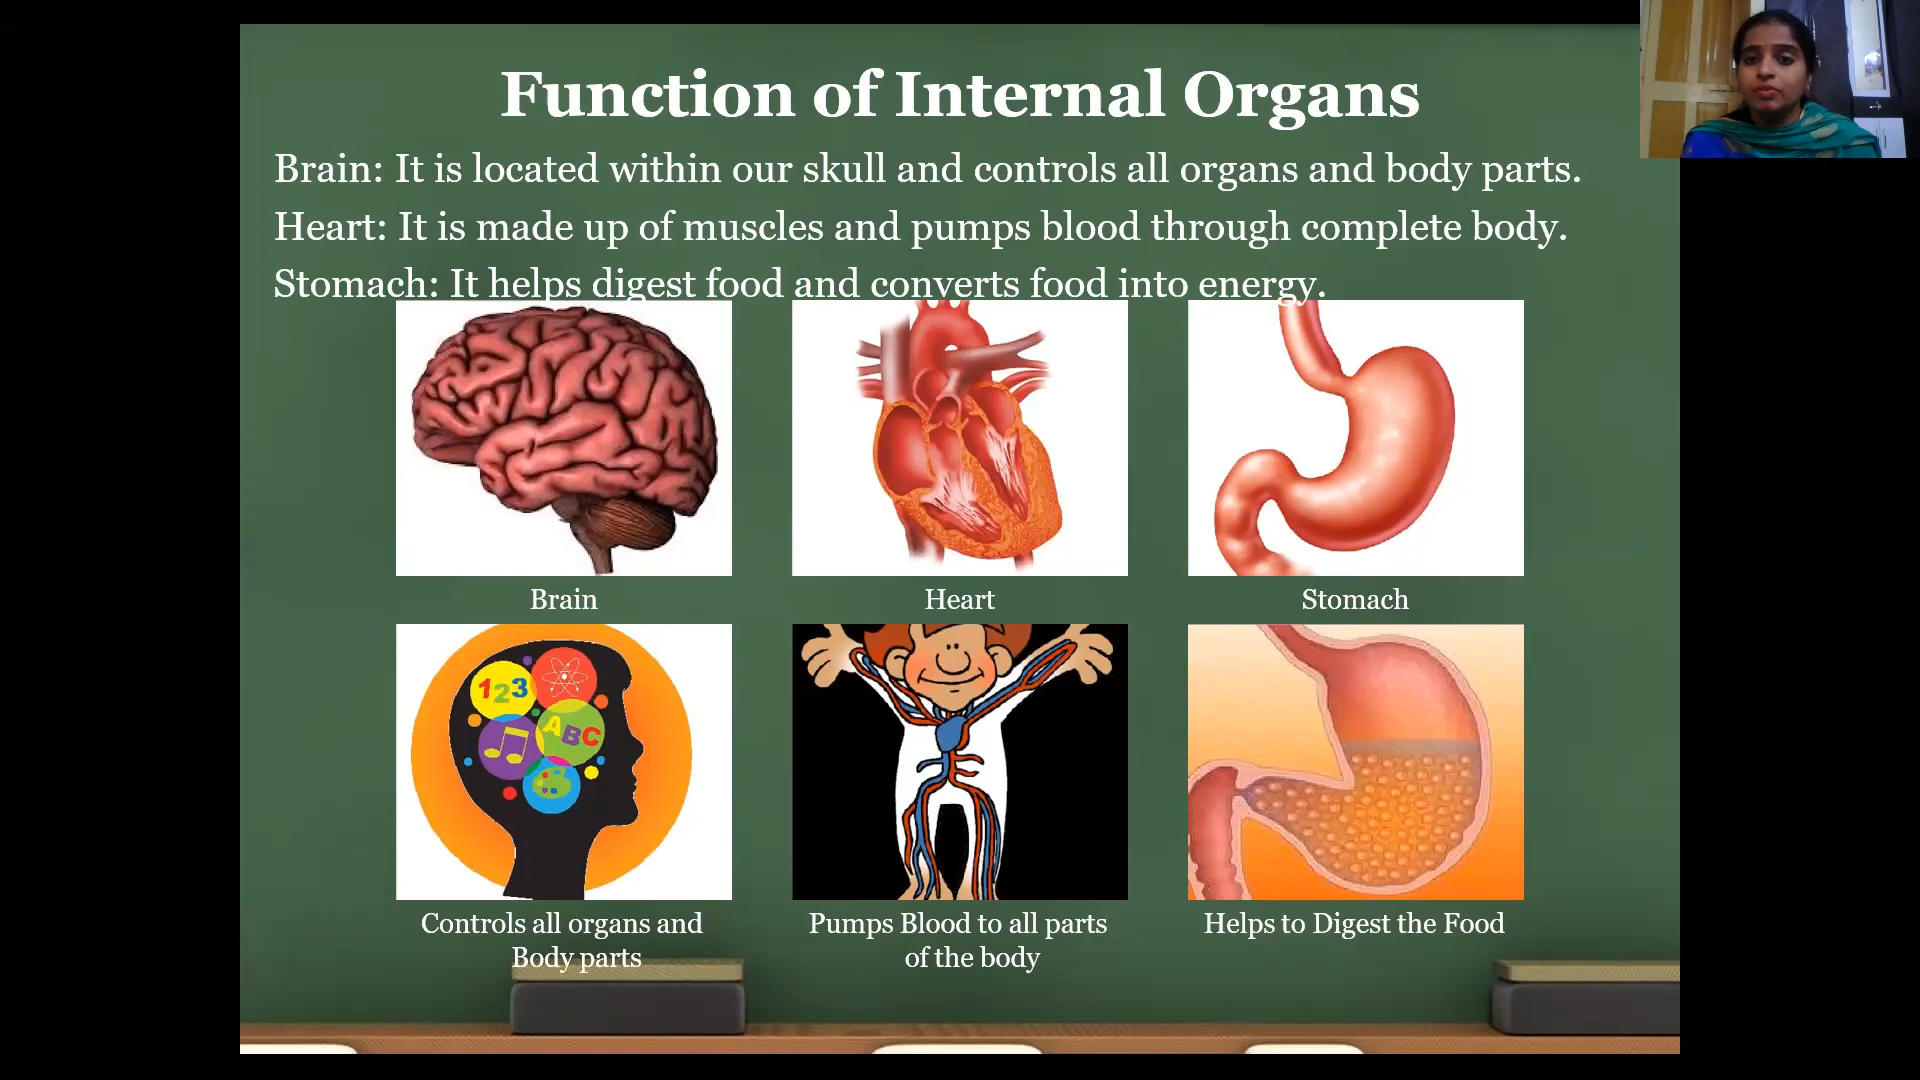 Function of Internal Organs
Brain: It is located within our skull and controls all organs and body parts.
Heart: It is made up of muscles and pumps blood through complete body.
Stomach: It helps digest food and converts food into energy.
Brain
Heart
Stomach
123
ABC
Controls all organs and
Body parts
Pumps Blood to all parts
of the body
Helps to Digest the Food